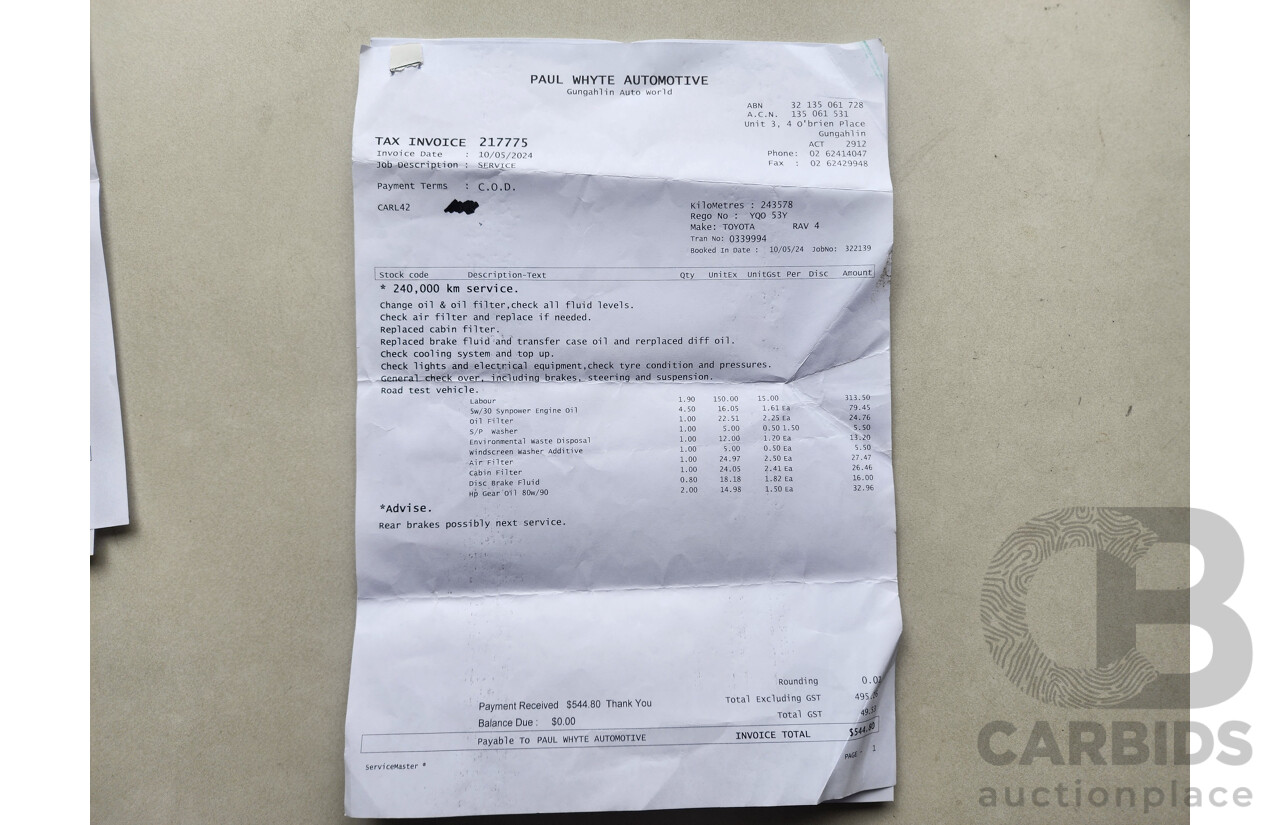 PAUL WHYTE AUTOMOTIVE
Gungahlin Auto World
ABN 32 135 061 728
A.C.N. 135 061 531
Unit 3, 4 O'brien Place
Gungahlin
ACT 2912
Phone: 02 62414047
Fax : 02 62429948
TAX INVOICE 217775
Invoice Date : 10/05/2024
Job Description : SERVICE
Payment Terms : C.O.D.
CARL42
KiloMetres : 243578
Rego No : YQO 53Y
Make: TOYOTA RAV 4
Tran No: 0339994
Booked In Date : 10/05/24 JobNo: 322139
Stock code Description-Text Qty UnitEx UnitGst Per Disc Amount
* 240,000 km service.
Change oil & oil filter,check all fluid levels.
Check air filter and replace if needed.
Replaced cabin filter.
Replaced brake fluid and transfer case oil and rerplaced diff oil.
Check cooling system and top up.
Check lights and electrical equipment,check tyre condition and pressures.
General check over, including brakes, steering and suspension.
Road test vehicle.
Labour 1.90 150.00 15.00 313.50
5w/30 Synpower Engine Oil 4.50 16.05 1.61 Ea 79.45
Oil Filter 1.00 22.51 2.25 Ea 24.76
S/P Washer 1.00 5.00 0.50 1.50 5.50
Environmental Waste Disposal 1.00 12.00 1.20 Ea 13.20
Windscreen Washer Additive 1.00 5.00 0.50 Ea 5.50
Air Filter 1.00 24.97 2.50 Ea 27.47
Cabin Filter 1.00 24.05 2.41 Ea 26.46
Disc Brake Fluid 0.80 18.18 1.82 Ea 16.00
Hp Gear Oil 80w/90 2.00 14.98 1.50 Ea 32.96
*Advise.
Rear brakes possibly next service.
Rounding
Payment Received $544.80 Thank You Total Excluding GST
Balance Due : $0.00 Total GST
Payable To PAUL WHYTE AUTOMOTIVE INVOICE TOTAL $544.80
ServiceMaster * PAGE - 1
CB
CARBIDS
auctionplace